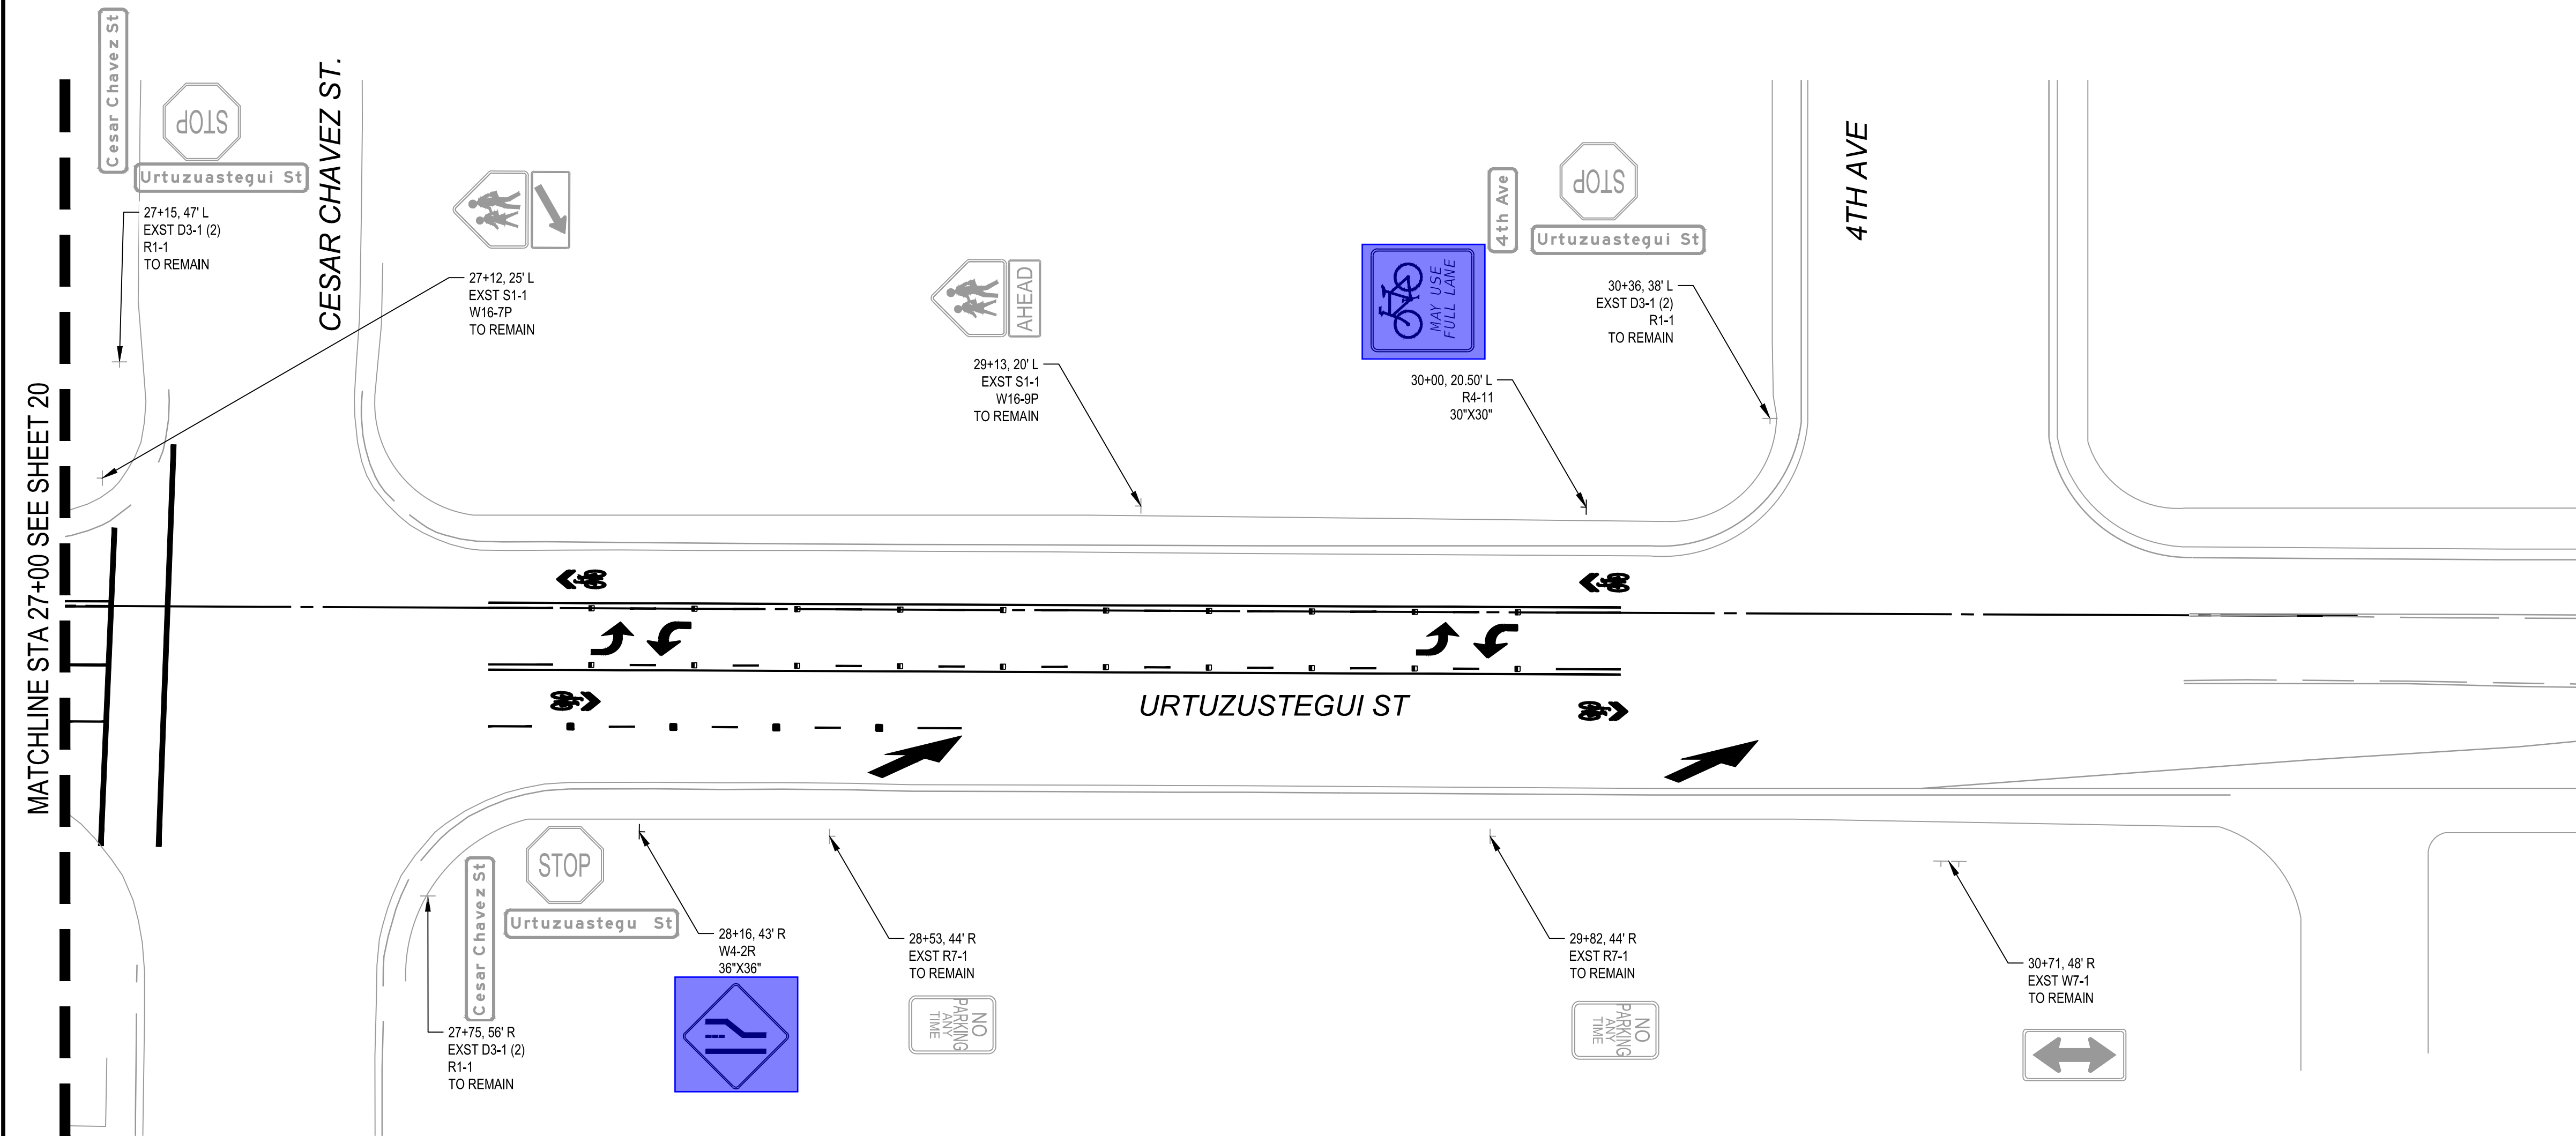 Cesar Chavez St
STOP
Urtuzuastegui St
27+15, 47' L
EXST D3-1 (2)
R1-1
TO REMAIN
CESAR CHAVEZ ST.
27+12, 25' L
EXST S1-1
W16-7P
TO REMAIN
AHEAD
29+13, 20' L
EXST S1-1
W16-9P
TO REMAIN
MAY USE
FULL LANE
30+00, 20.50' L
R4-11
30"X30"
4th Ave
STOP
Urtuzuastegui St
30+36, 38' L
EXST D3-1 (2)
R1-1
TO REMAIN
4TH AVE
MATCHLINE STA 27+00 SEE SHEET 20
URTUZUSTEGUI ST
Cesar Chavez St
STOP
Urtuzuastegu St
27+75, 56' R
EXST D3-1 (2)
R1-1
TO REMAIN
28+16, 43' R
W4-2R
36"X36"
28+53, 44' R
EXST R7-1
TO REMAIN
NO
PARKING
ANY
TIME
29+82, 44' R
EXST R7-1
TO REMAIN
NO
PARKING
ANY
TIME
30+71, 48' R
EXST W7-1
TO REMAIN